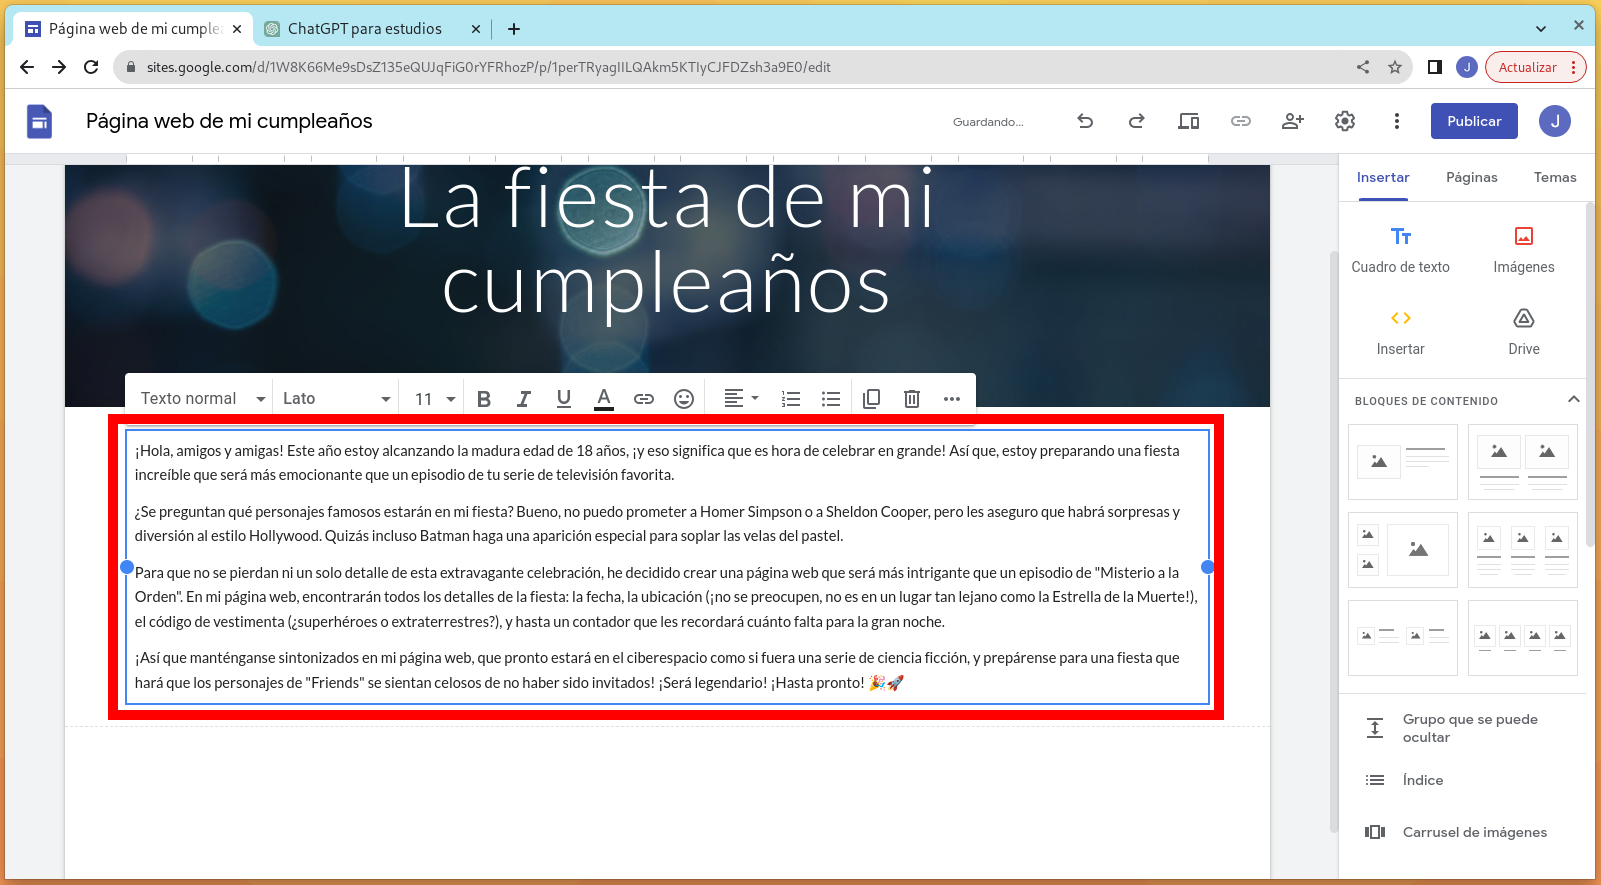 Página web de mi cumplea
ChatGPT para estudios
sites.google.com/d/1W8K66Me9sDsZ135eQUJqFiG0rYFRhozP/p/1perTRyagIILQAkm5KTIyCJFDZsh3a9E0/edit
J
Actualizar
Página web de mi cumpleaños
Guardando...
Publicar
J
Insertar
Páginas
Temas
La fiesta de mi
cumpleaños
Cuadro de texto
Imágenes
Insertar
Drive
BLOQUES DE CONTENIDO
Texto normal
Lato
11
B
I
U
A
¡Hola, amigos y amigas! Este año estoy alcanzando la madura edad de 18 años, ¡y eso significa que es hora de celebrar en grande! Así que, estoy preparando una fiesta
increíble que será más emocionante que un episodio de tu serie de televisión favorita.
¿Se preguntan qué personajes famosos estarán en mi fiesta? Bueno, no puedo prometer a Homer Simpson o a Sheldon Cooper, pero les aseguro que habrá sorpresas y
diversión al estilo Hollywood. Quizás incluso Batman haga una aparición especial para soplar las velas del pastel.
Para que no se pierdan ni un solo detalle de esta extravagante celebración, he decidido crear una página web que será más intrigante que un episodio de "Misterio a la
Orden". En mi página web, encontrarán todos los detalles de la fiesta: la fecha, la ubicación (¡no se preocupen, no es en un lugar tan lejano como la Estrella de la Muerte!),
el código de vestimenta (¿superhéroes o extraterrestres?), y hasta un contador que les recordará cuánto falta para la gran noche.
¡Así que manténganse sintonizados en mi página web, que pronto estará en el ciberespacio como si fuera una serie de ciencia ficción, y prepárense para una fiesta que
hará que los personajes de "Friends" se sientan celosos de no haber sido invitados! ¡Será legendario! ¡Hasta pronto! 🎉🚀
Grupo que se puede
ocultar
Índice
Carrusel de imágenes